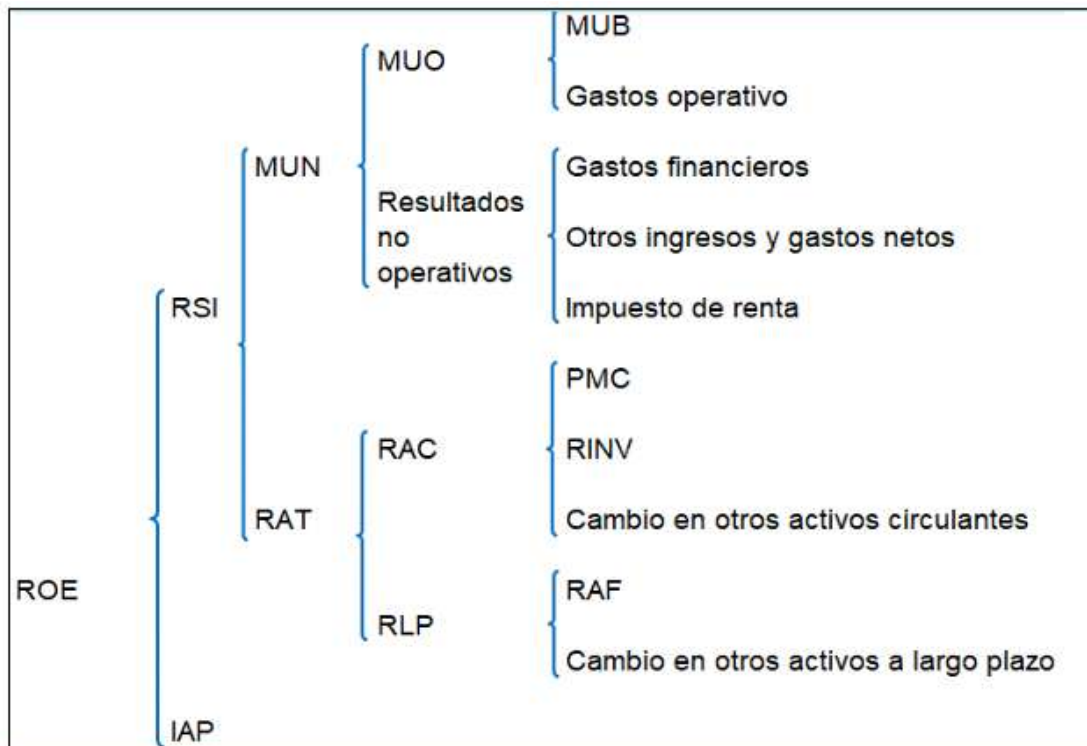 MUB
MUO
Gastos operativo
MUN
Gastos financieros
Resultados
no
operativos
Otros ingresos y gastos netos
RSI
Impuesto de renta
PMC
RAC
RINV
RAT
Cambio en otros activos circulantes
ROE
RAF
RLP
Cambio en otros activos a largo plazo
IAP